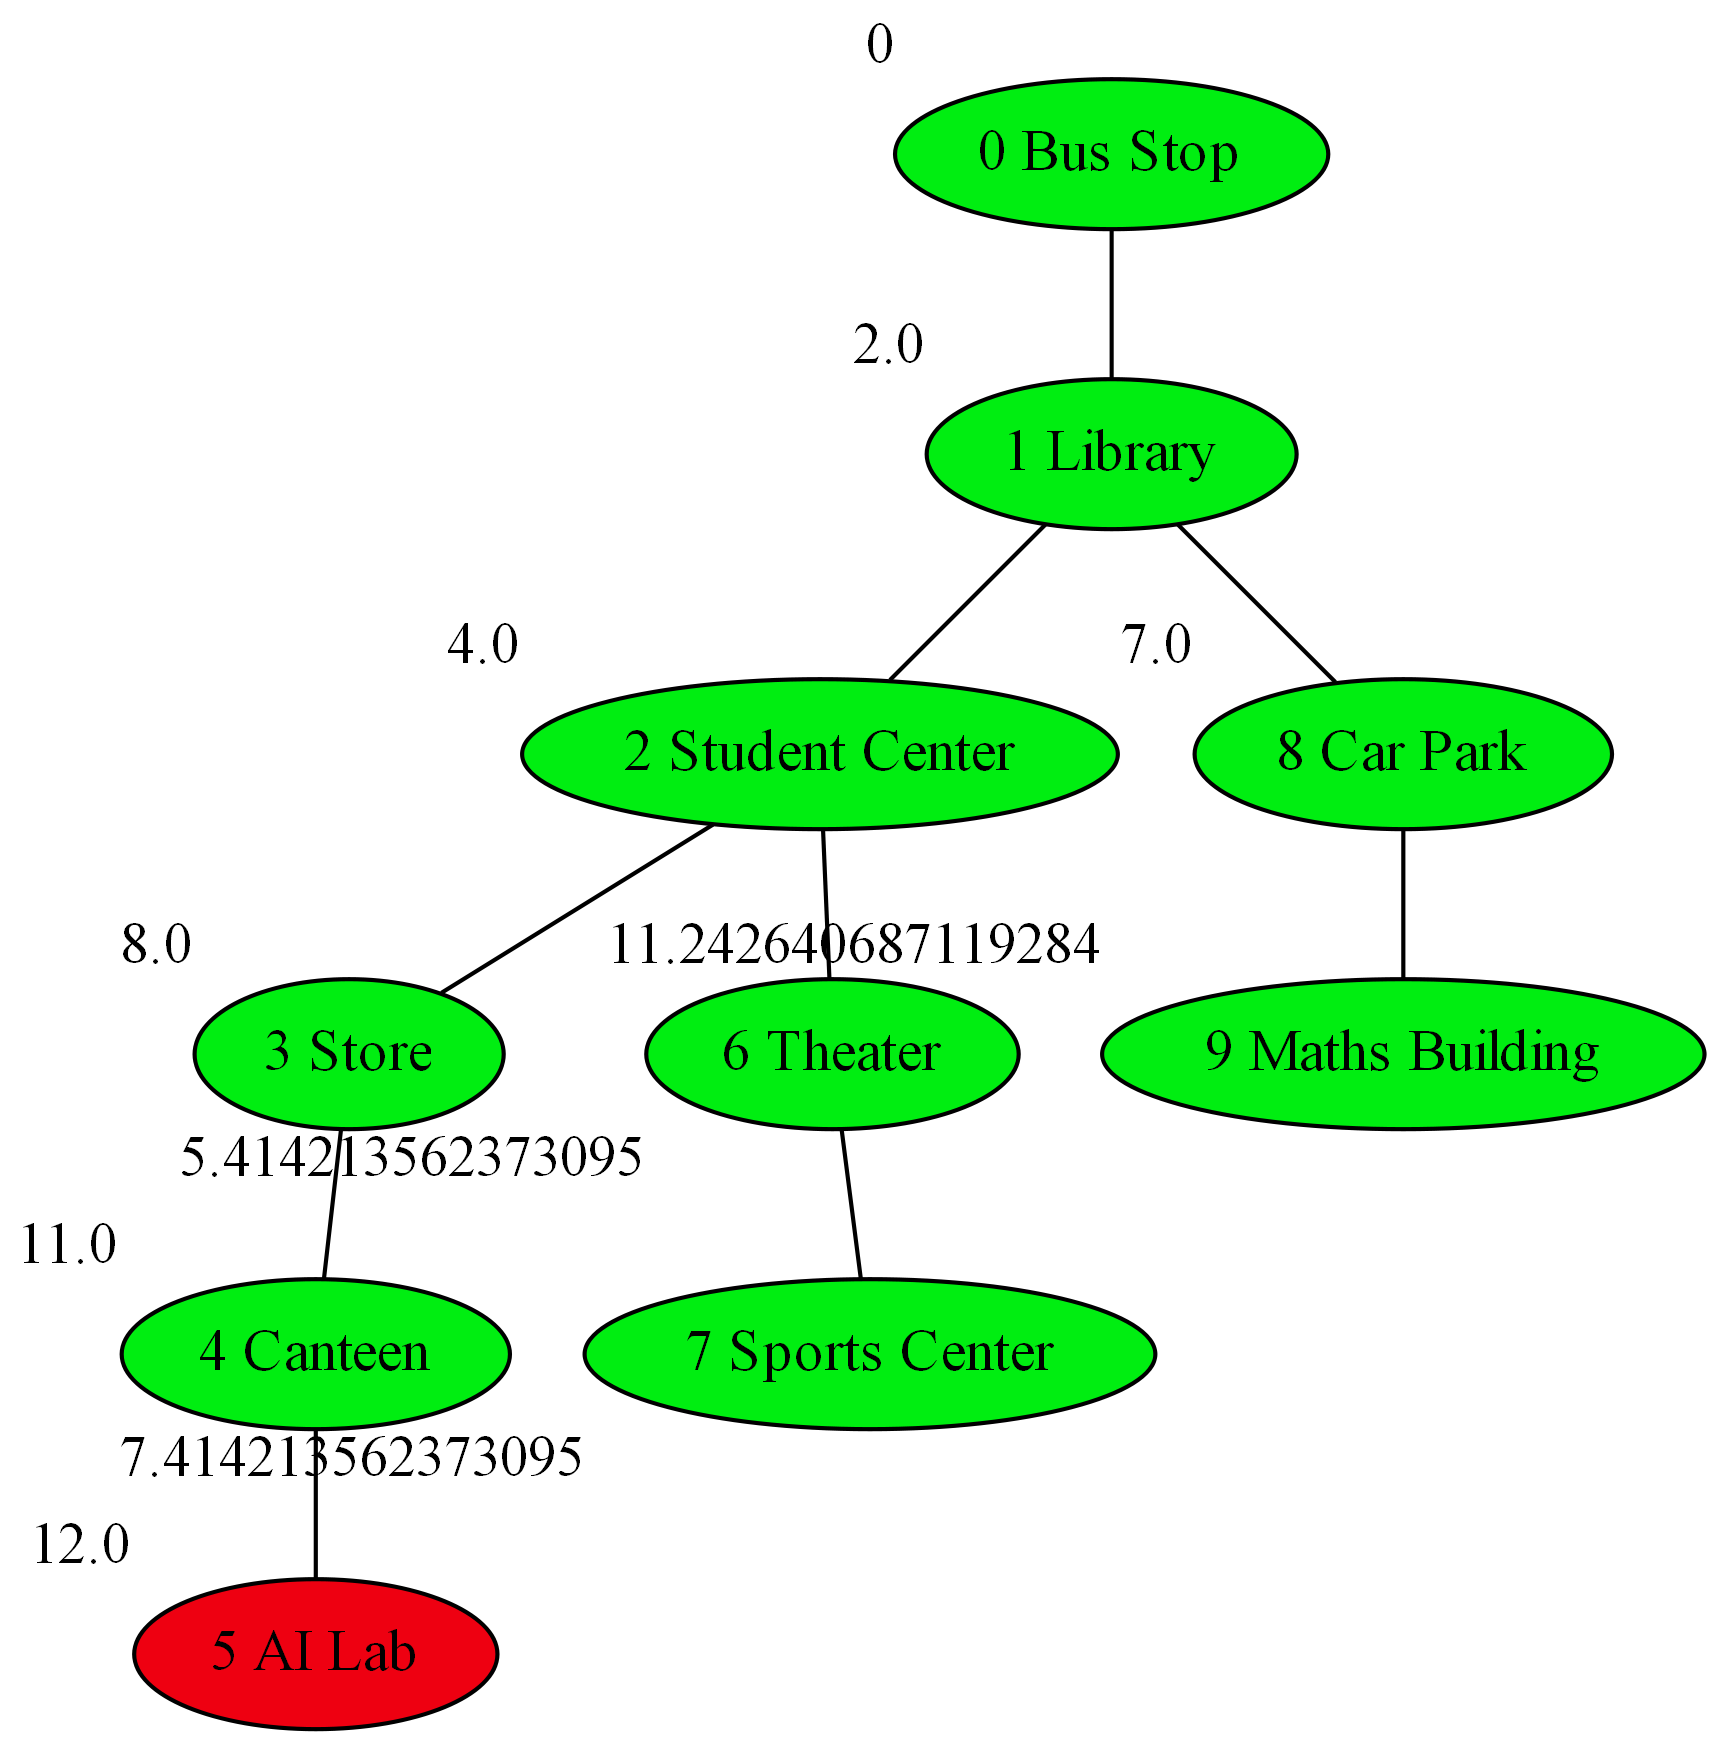 0
0 Bus Stop
2.0
1 Library
4.0
7.0
2 Student Center
8 Car Park
8.0
11.242640687119284
3 Store
6 Theater
9 Maths Building
5.414213562373095
11.0
4 Canteen
7 Sports Center
7.414213562373095
12.0
5 AI Lab